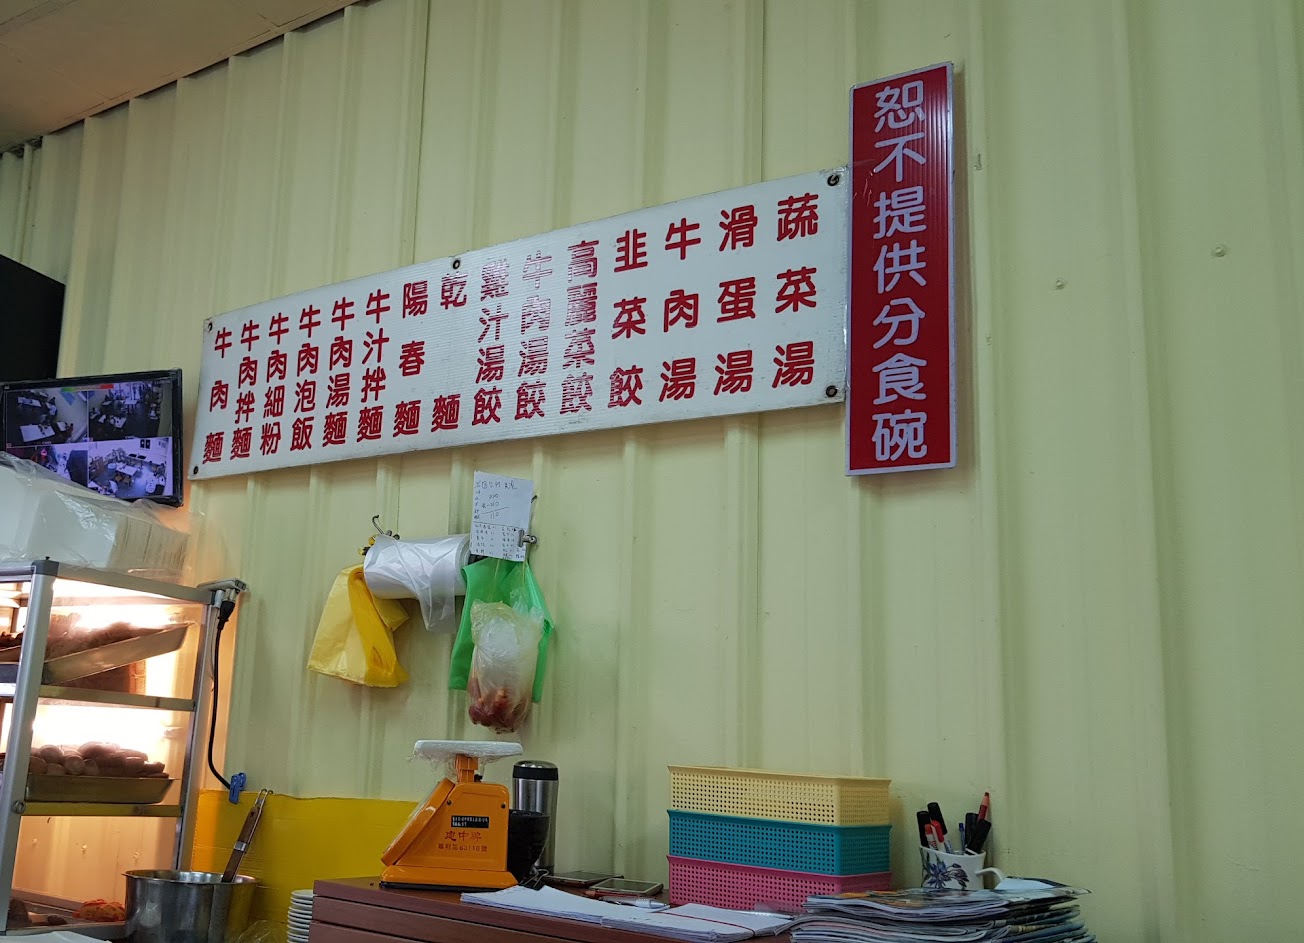 恕不提供分食碗
蔬菜湯
滑蛋湯
牛肉湯
韭菜餃
高麗菜餃
牛肉湯餃
雞汁湯餃
乾麵
陽春麵
牛汁拌麵
牛肉湯麵
牛肉泡飯
牛肉細粉
牛肉拌麵
牛肉麵